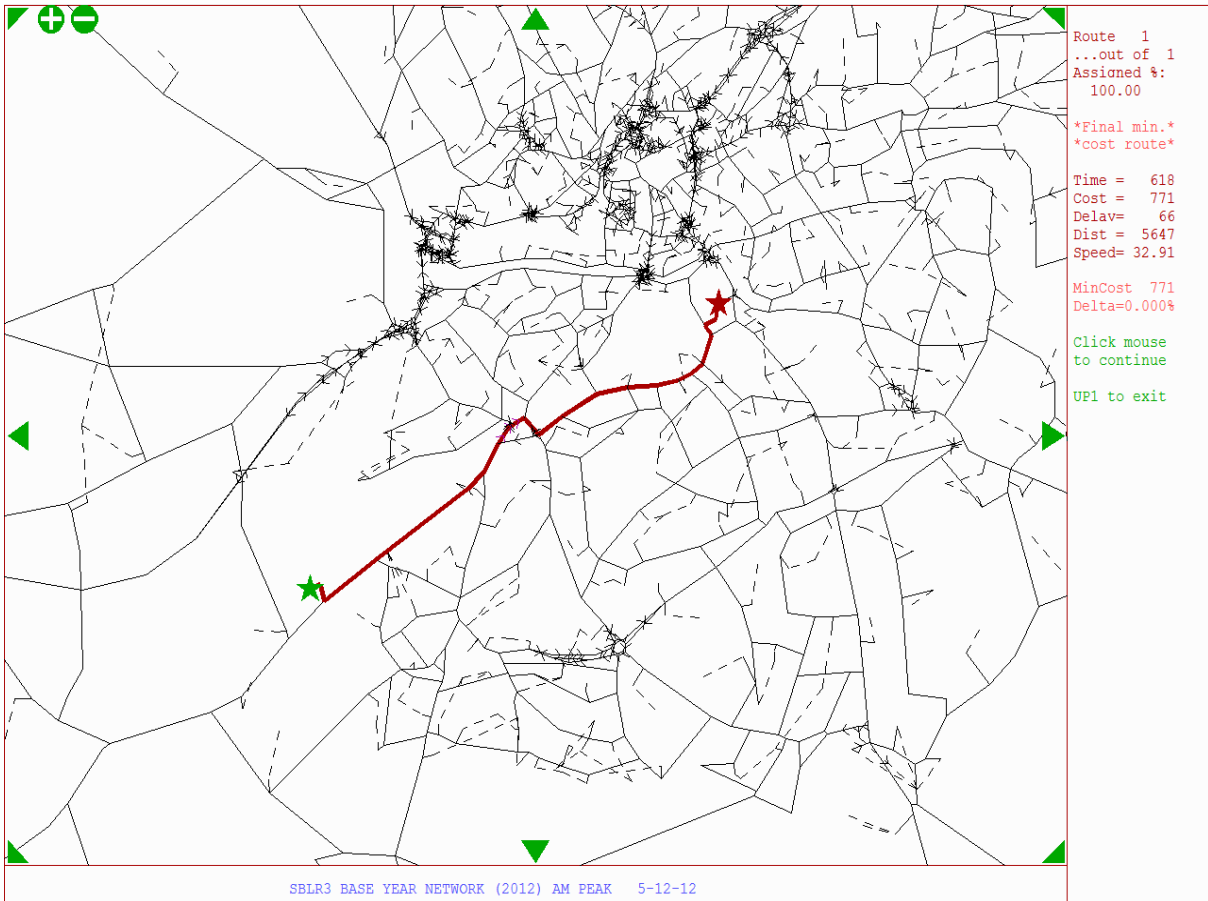 Route 1
...out of 1
Assigned %:
100.00
*Final min.*
*cost route*
Time = 618
Cost = 771
Delay= 66
Dist = 5647
Speed= 32.91
MinCost 771
Delta=0.000%
Click mouse
to continue
UP1 to exit
SBLR3 BASE YEAR NETWORK (2012) AM PEAK 5-12-12